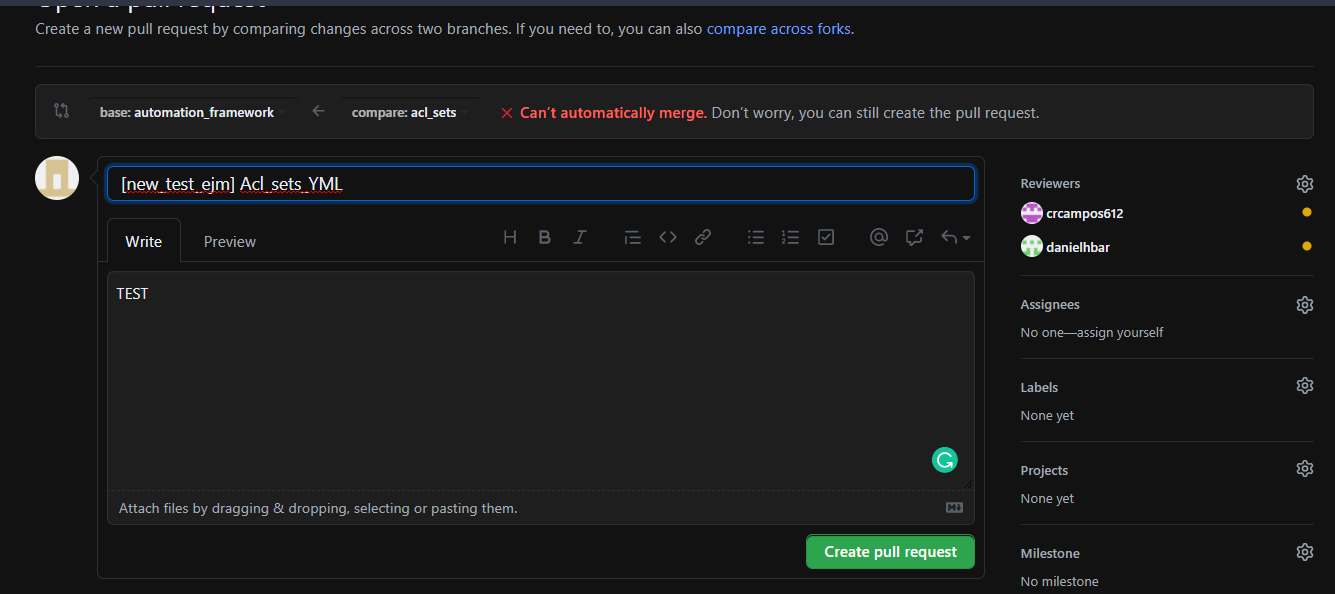 Open a pull request
Create a new pull request by comparing changes across two branches. If you need to, you can also compare across forks.
base: automation_framework
compare: acl_sets
Can't automatically merge. Don't worry, you can still create the pull request.
[new_test_ejm] Acl_sets_YML
Write
Preview
TEST
Attach files by dragging & dropping, selecting or pasting them.
Create pull request
Reviewers
crcampos612
danielhbar
Assignees
No one—assign yourself
Labels
None yet
Projects
None yet
Milestone
No milestone